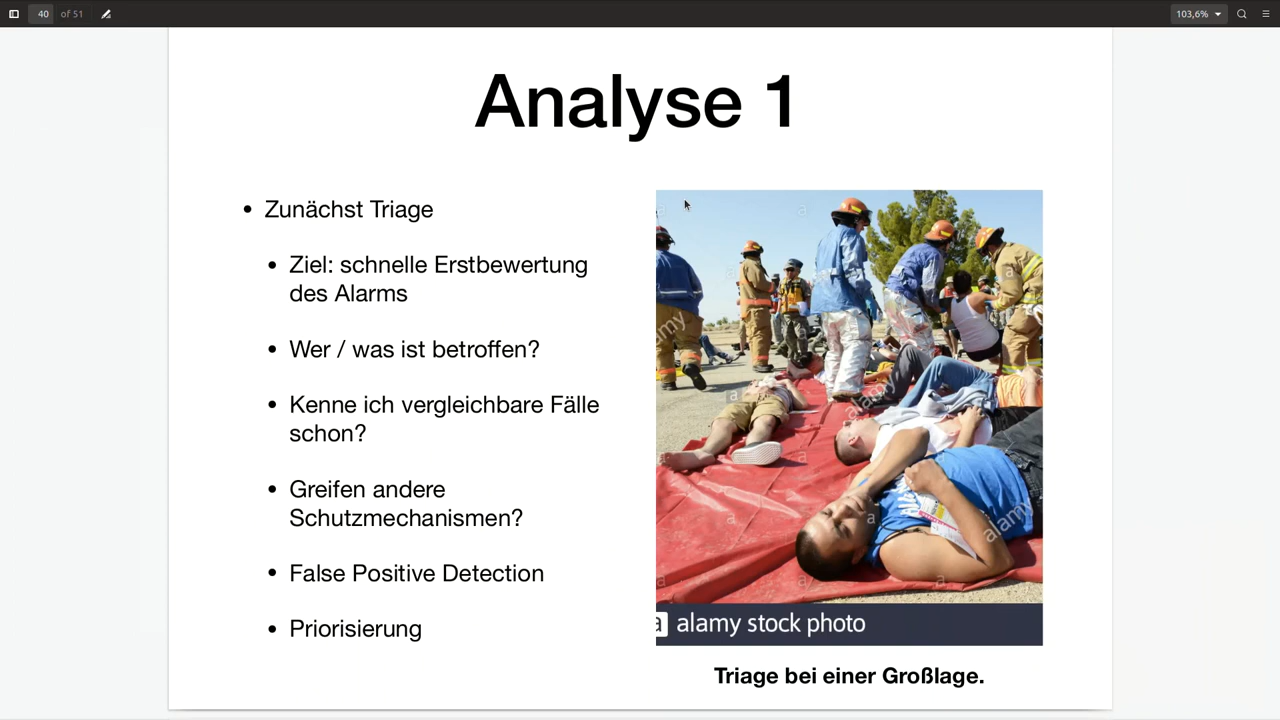 40 of 51
103,6%
Analyse 1
• Zunächst Triage
• Ziel: schnelle Erstbewertung
des Alarms
• Wer / was ist betroffen?
• Kenne ich vergleichbare Fälle
schon?
• Greifen andere
Schutzmechanismen?
• False Positive Detection
• Priorisierung
a alamy stock photo
Triage bei einer Großlage.